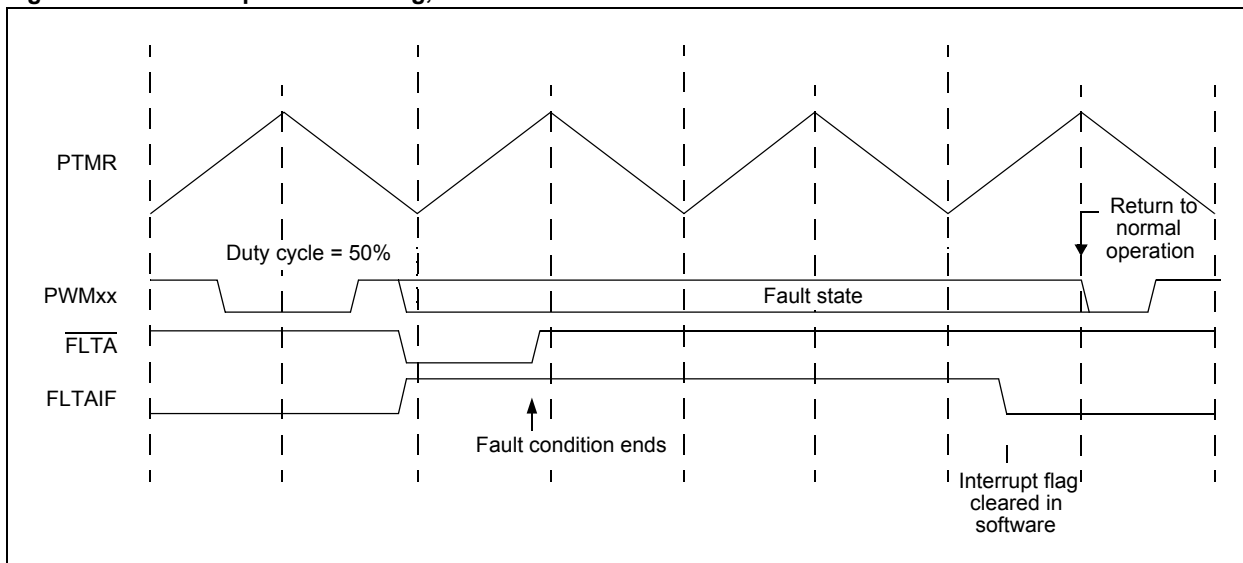 PTMR
Return to
normal
operation
Duty cycle = 50%
PWMxx
Fault state
FLTA
FLTAIF
Fault condition ends
Interrupt flag
cleared in
software